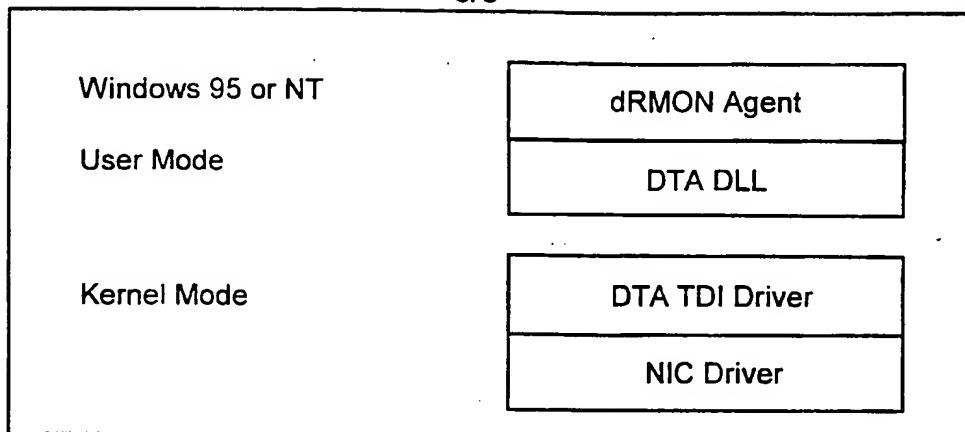 Windows 95 or NT
dRMON Agent
User Mode
DTA DLL
Kernel Mode
DTA TDI Driver
NIC Driver